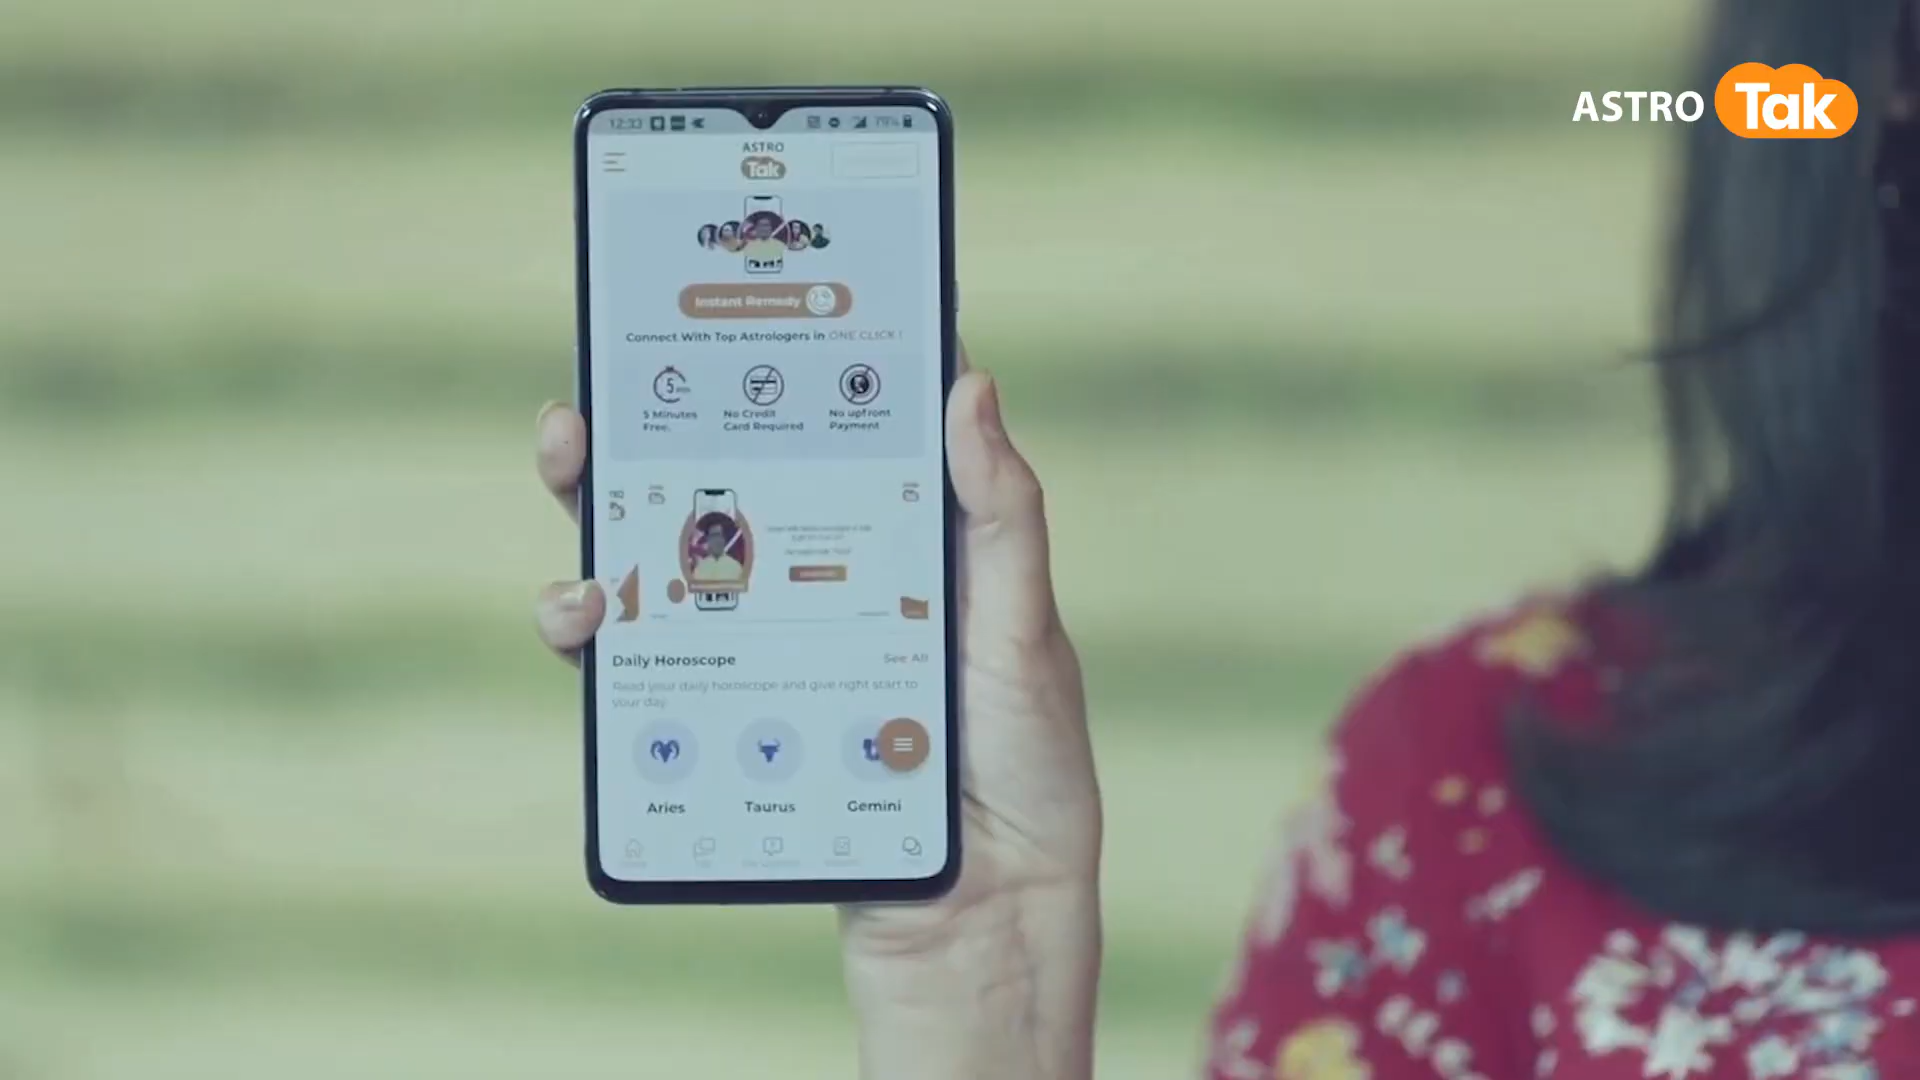 ASTRO Tak
12:33
79%
ASTRO
Tak
Instant Remedy
Connect With Top Astrologers in ONE CLICK !
5 Minutes Free.
No Credit Card Required
No upfront Payment
Daily Horoscope
See All
Read your daily horoscope and give right start to
your day
Aries
Taurus
Gemini